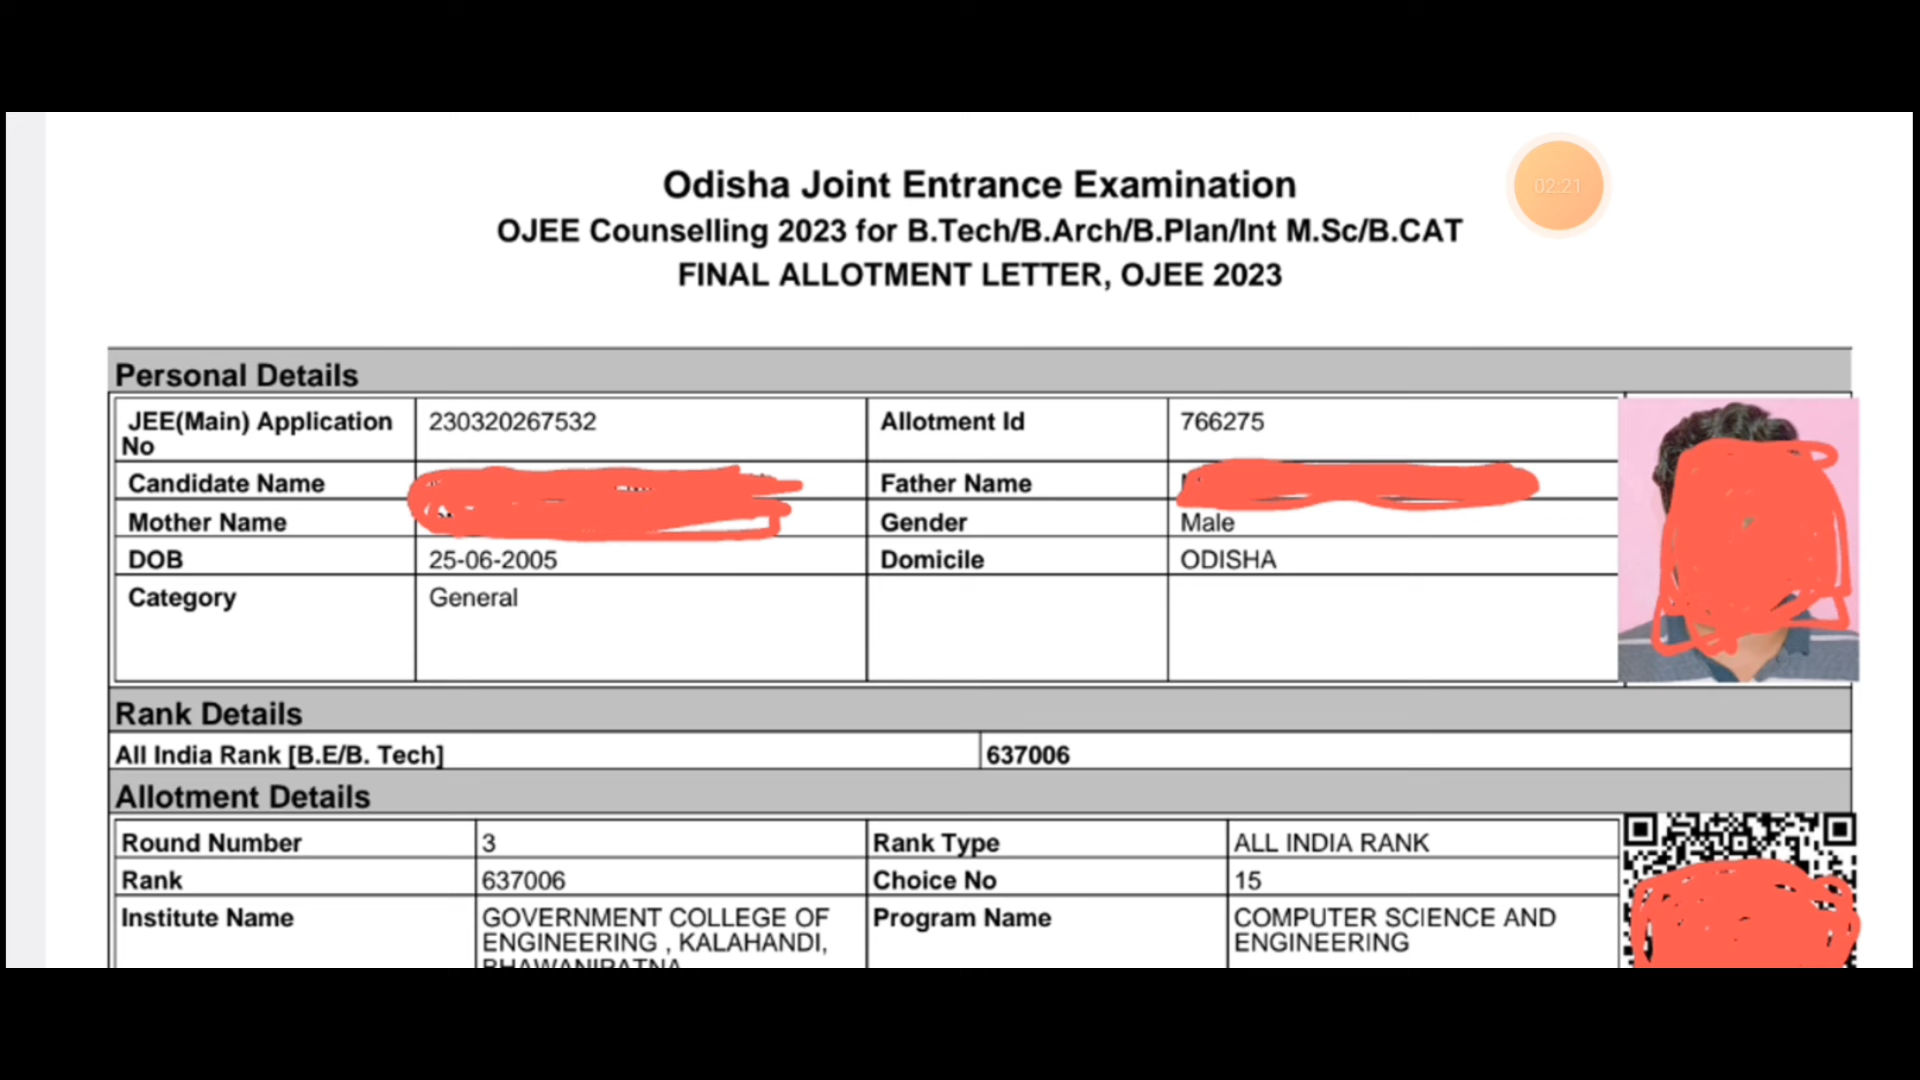 Odisha Joint Entrance Examination
02:21
OJEE Counselling 2023 for B.Tech/B.Arch/B.Plan/Int M.Sc/B.CAT
FINAL ALLOTMENT LETTER, OJEE 2023
Personal Details
JEE(Main) Application No 230320267532 Allotment Id 766275
Candidate Name Father Name
Mother Name Gender Male
DOB 25-06-2005 Domicile ODISHA
Category General
Rank Details
All India Rank [B.E/B. Tech] 637006
Allotment Details
Round Number 3 Rank Type ALL INDIA RANK
Rank 637006 Choice No 15
Institute Name GOVERNMENT COLLEGE OF Program Name COMPUTER SCIENCE AND
ENGINEERING , KALAHANDI, ENGINEERING
BHAWANIPATNA